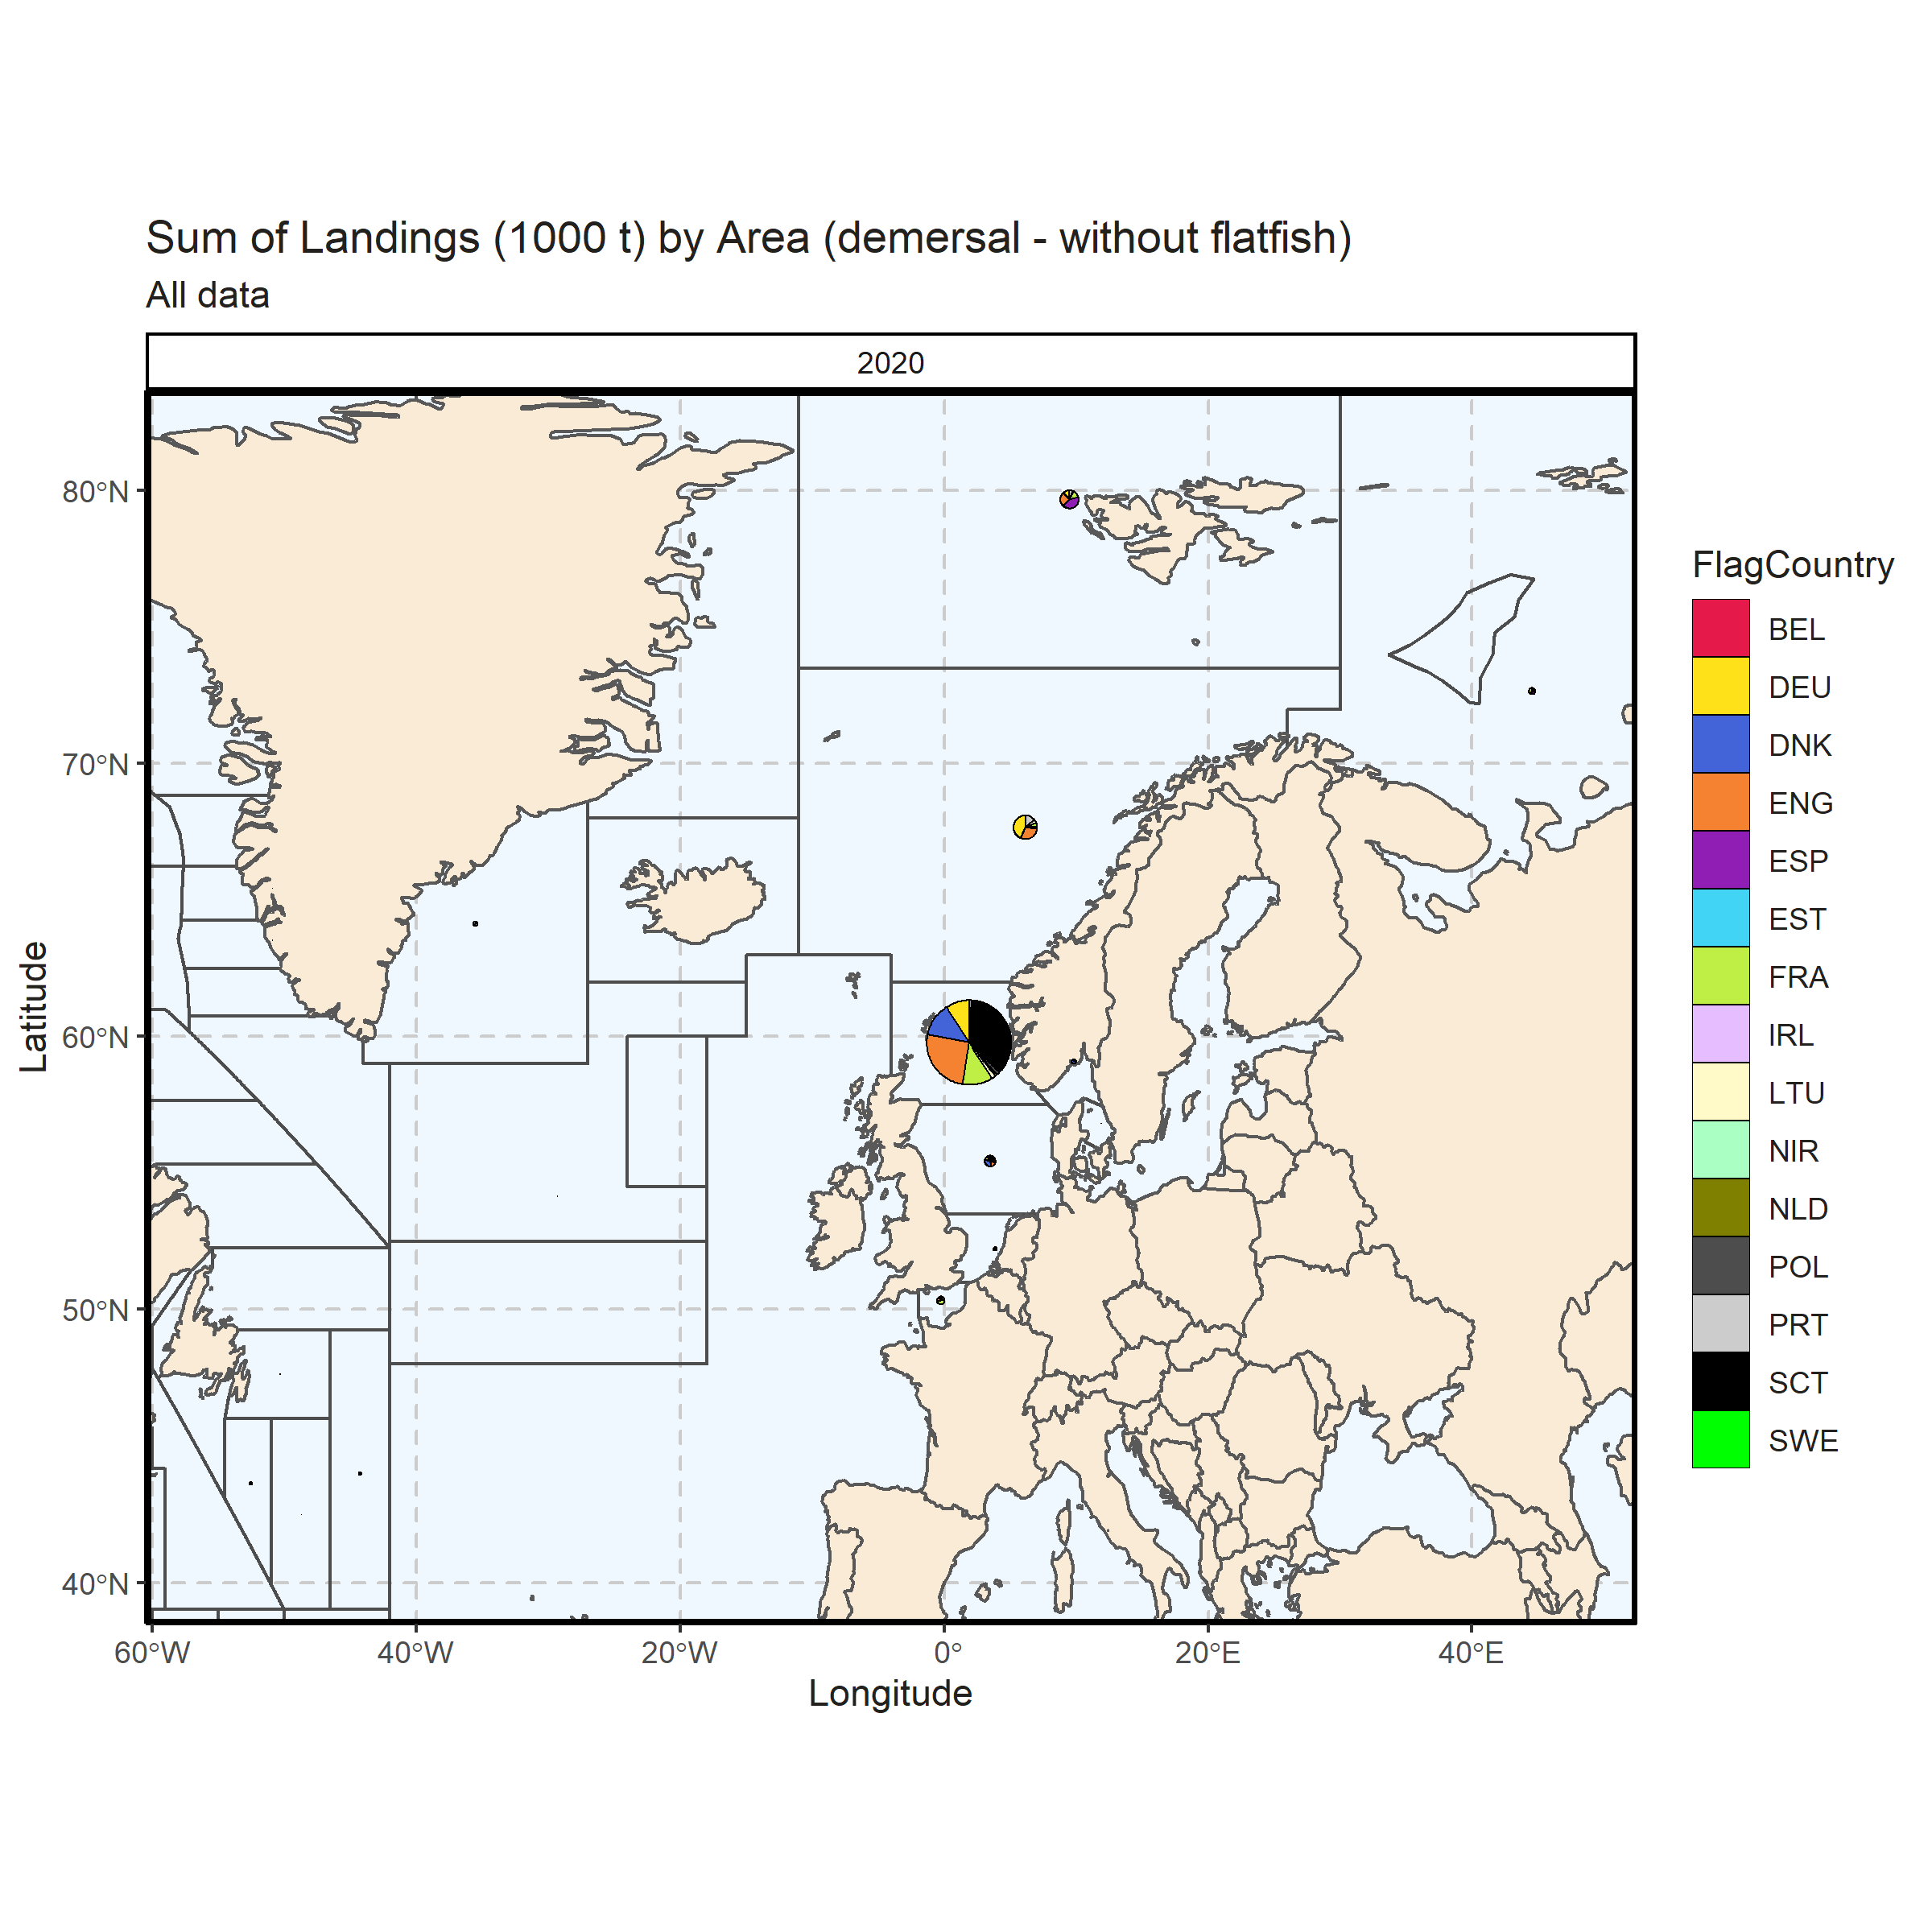 Sum of Landings (1000 t) by Area (demersal - without flatfish)
All data
2020
80°N
70°N
60°N
50°N
40°N
Latitude
60°W
40°W
20°W
0°
20°E
40°E
Longitude
FlagCountry
BEL
DEU
DNK
ENG
ESP
EST
FRA
IRL
LTU
NIR
NLD
POL
PRT
SCT
SWE